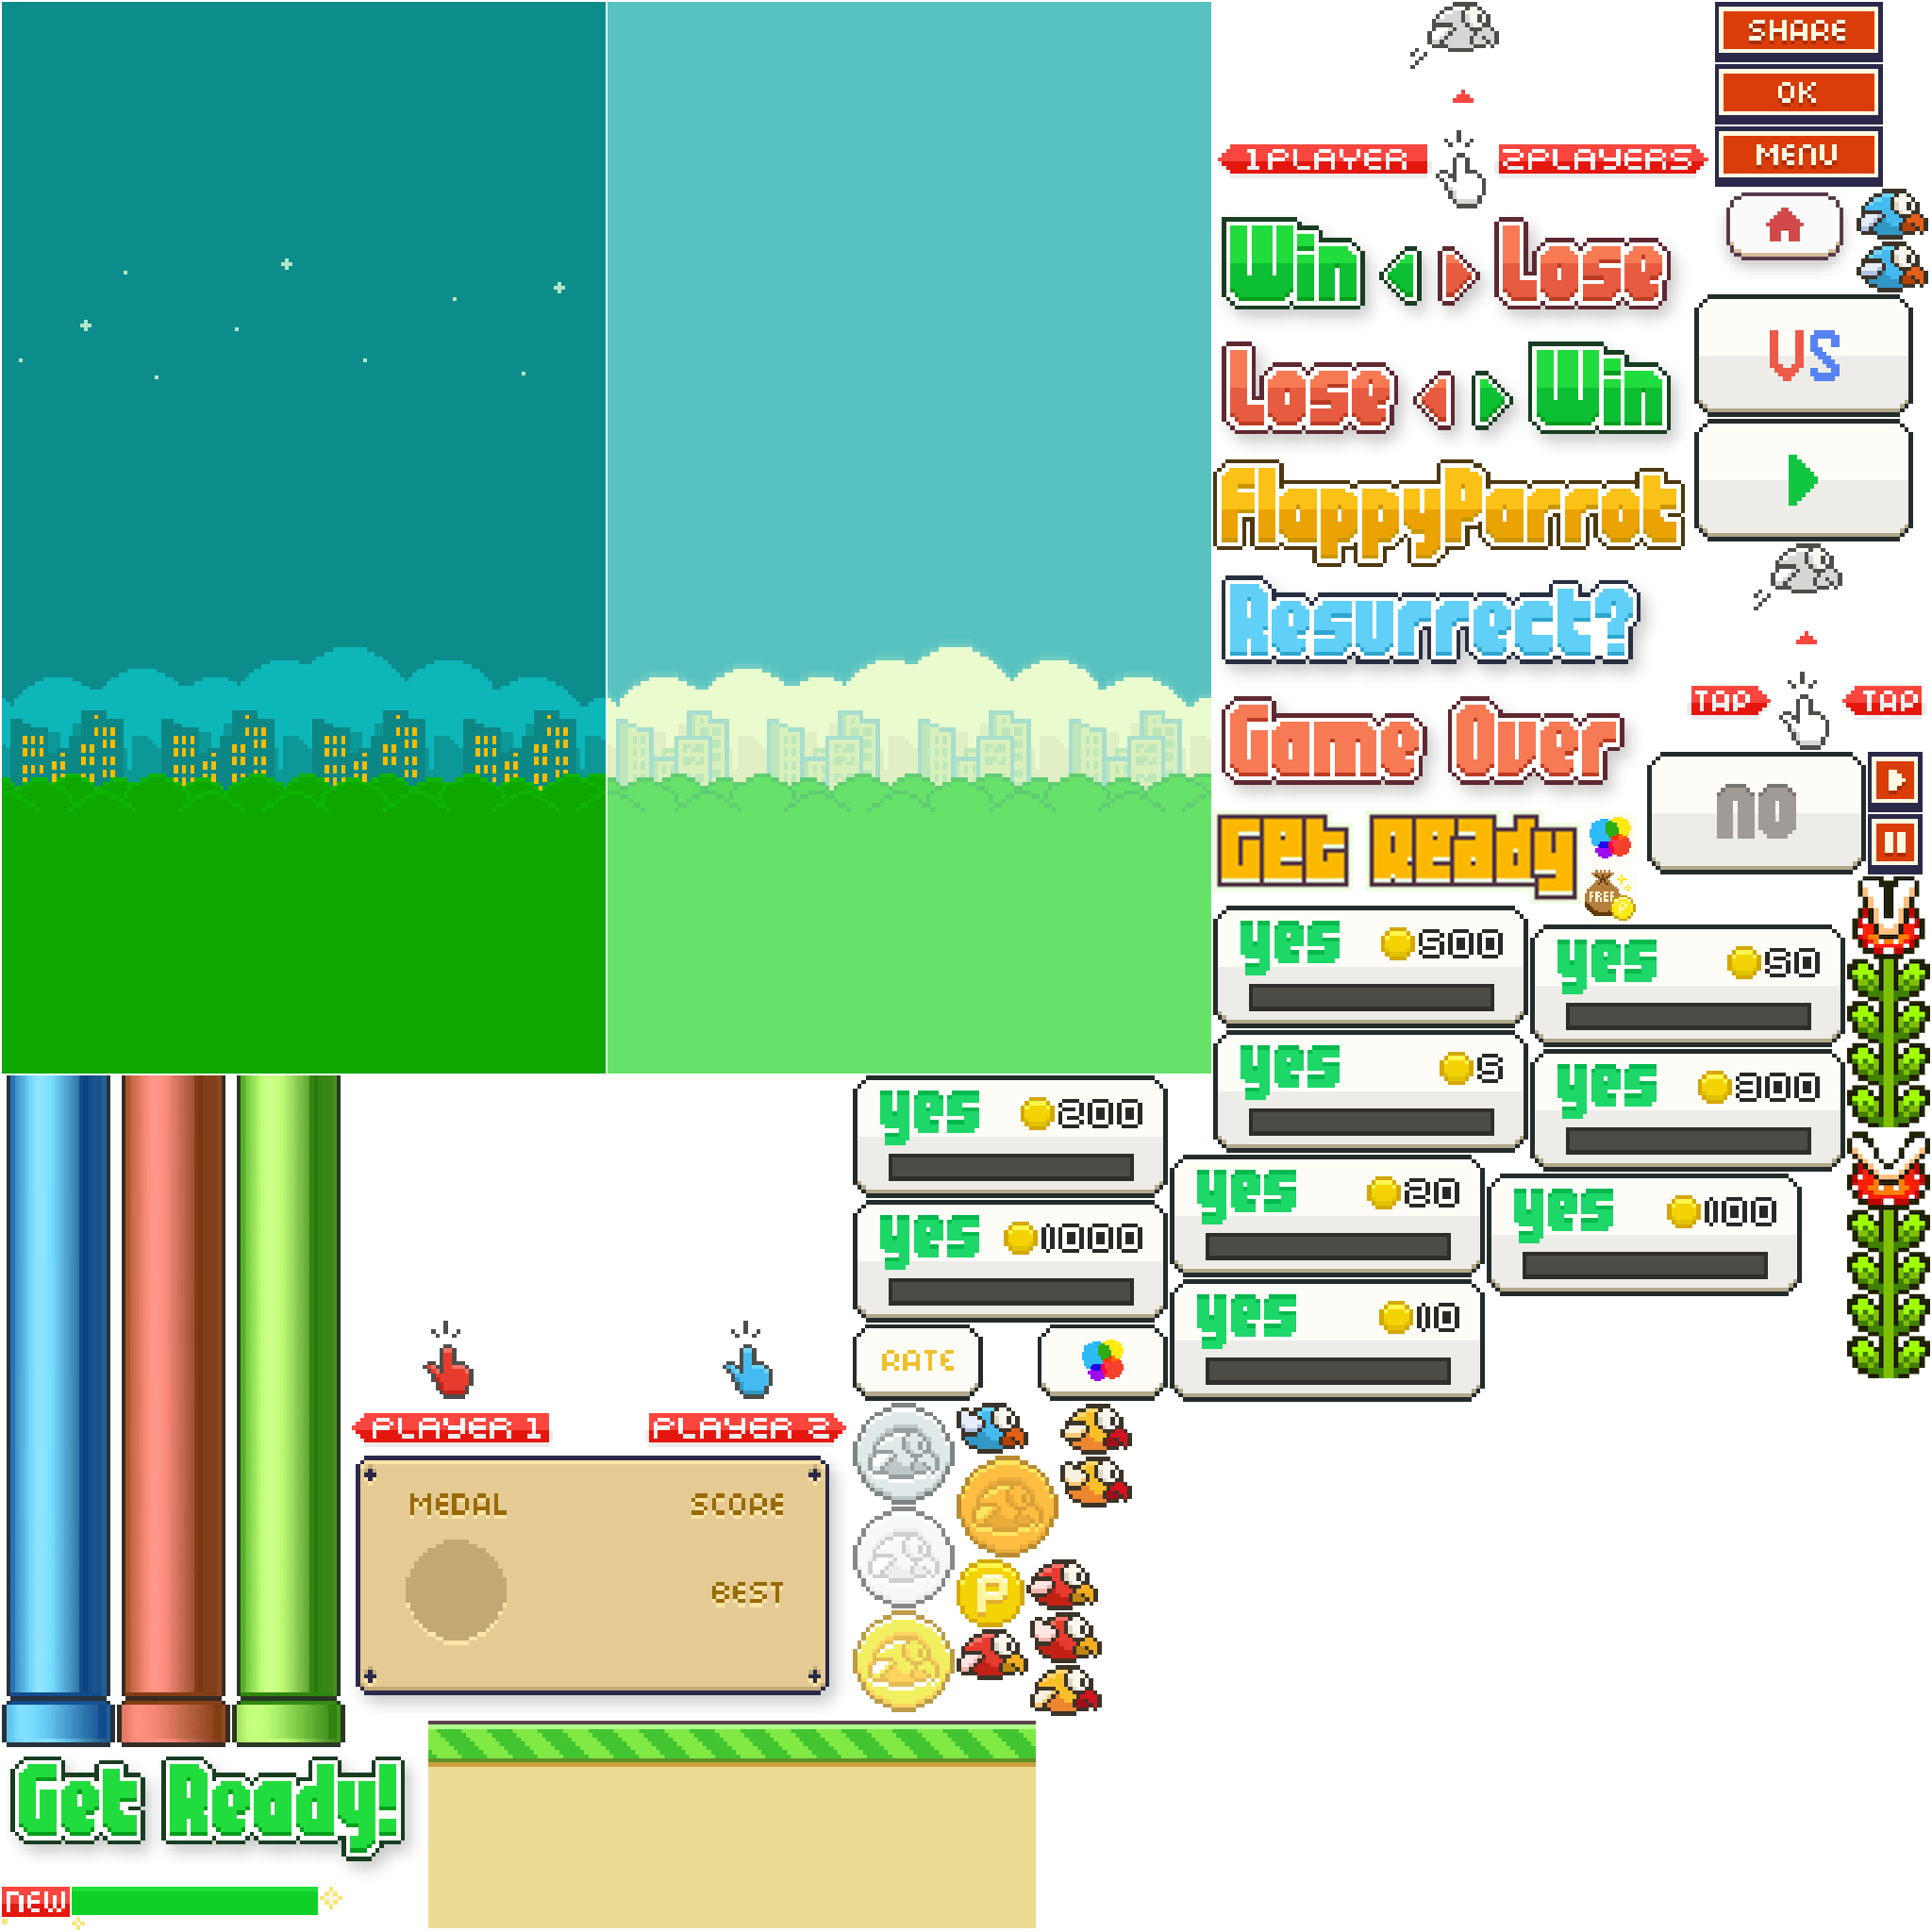 SHARE
OK
MENU
1PLAYER
2PLAYERS
Win
Lose
Lose
Win
VS
FlappyParrot
Resurrect?
TAP
TAP
Game Over
NO
Get Ready
FREE
yes 500
yes 50
yes 5
yes 300
yes 200
yes 20
yes 100
yes 1000
yes 10
RATE
PLAYER 1
PLAYER 2
MEDAL
SCORE
BEST
P
Get Ready!
NEW